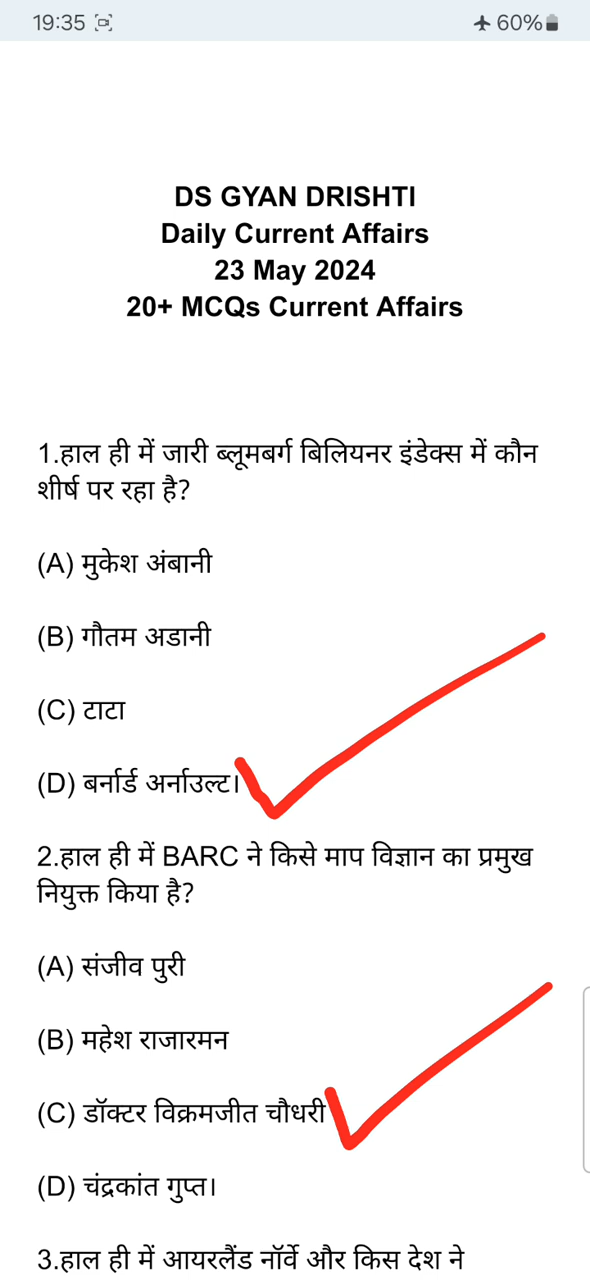 19:35
60%
DS GYAN DRISHTI
Daily Current Affairs
23 May 2024
20+ MCQs Current Affairs
1.हाल ही में जारी ब्लूमबर्ग बिलियनर इंडेक्स में कौन
शीर्ष पर रहा है?
(A) मुकेश अंबानी
(B) गौतम अडानी
(C) टाटा
(D) बर्नार्ड अर्नाउल्ट।
2.हाल ही में BARC ने किसे माप विज्ञान का प्रमुख
नियुक्त किया है?
(A) संजीव पुरी
(B) महेश राजारमन
(C) डॉक्टर विक्रमजीत चौधरी
(D) चंद्रकांत गुप्त।
3.हाल ही में आयरलैंड नॉर्वे और किस देश ने